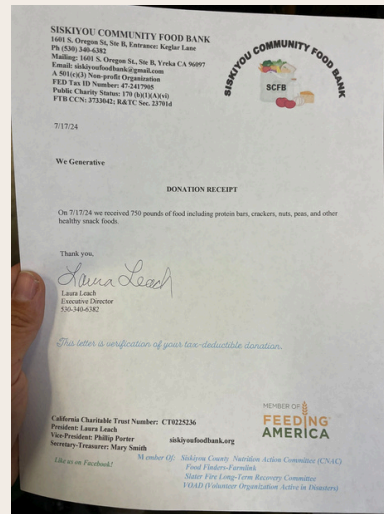 SISKIYOU COMMUNITY FOOD BANK
1601 S. Oregon St, Ste B, Entrance: Keglar Lane
Ph (530) 340-6382
Mailing: 1601 S. Oregon St., Ste B, Yreka CA 96097
Email: siskiyoufoodbank@gmail.com
A 501(c)(3) Non-profit Organization
FED Tax ID Number: 47-2417905
Public Charity Status: 170 (b)(1)(A)(vi)
FTB CCN: 3733042; R&TC Sec. 23701d
SISKIYOU COMMUNITY FOOD BANK
SCFB
7/17/24
We Generative
DONATION RECEIPT
On 7/17/24 we received 750 pounds of food including protein bars, crackers, nuts, peas, and other
healthy snack foods.
Thank you,
Laura Leach
Laura Leach
Executive Director
530-340-6382
This letter is verification of your tax-deductible donation.
MEMBER OF
FEEDING
AMERICA
California Charitable Trust Number: CT0225236
President: Laura Leach
Vice-President: Phillip Porter
siskiyoufoodbank.org
Secretary-Treasurer: Mary Smith
Like us on Facebook!
Member Of: Siskiyou County Nutrition Action Committee (CNAC)
Food Finders-Farmlink
Slater Fire Long-Term Recovery Committee
VOAD (Volunteer Organization Active in Disasters)